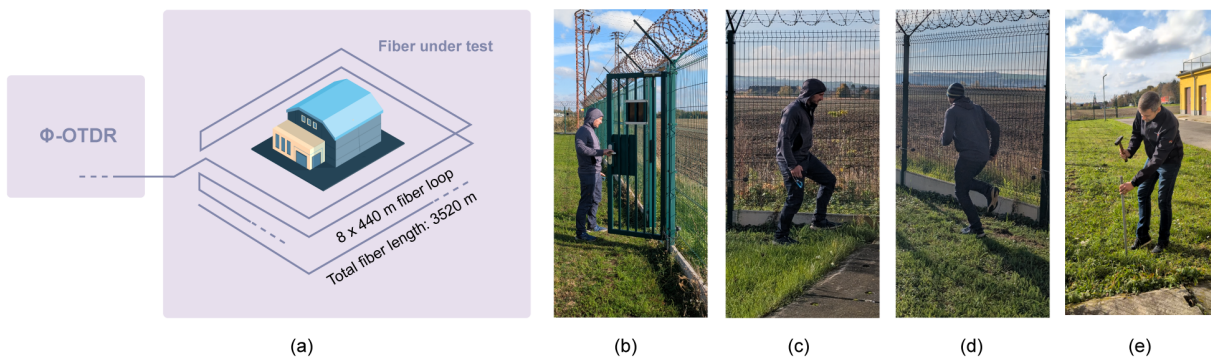 Fiber under test
Φ-OTDR
8 x 440 m fiber loop
Total fiber length: 3520 m
(a)
(b)
(c)
(d)
(e)